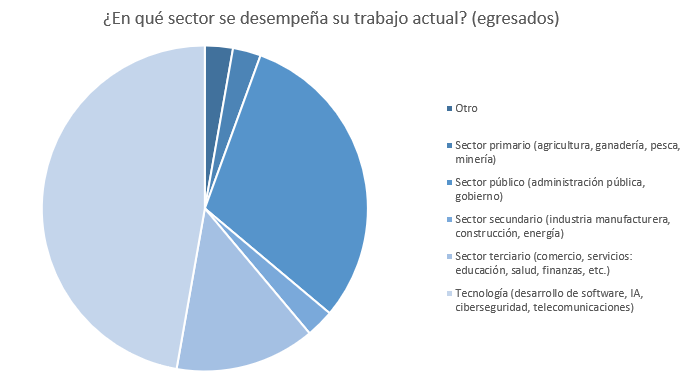 ¿En qué sector se desempeña su trabajo actual? (egresados)
Otro
Sector primario (agricultura, ganadería, pesca,
minería)
Sector público (administración pública,
gobierno)
Sector secundario (industria manufacturera,
construcción, energía)
Sector terciario (comercio, servicios:
educación, salud, finanzas, etc.)
Tecnología (desarrollo de software, IA,
ciberseguridad, telecomunicaciones)